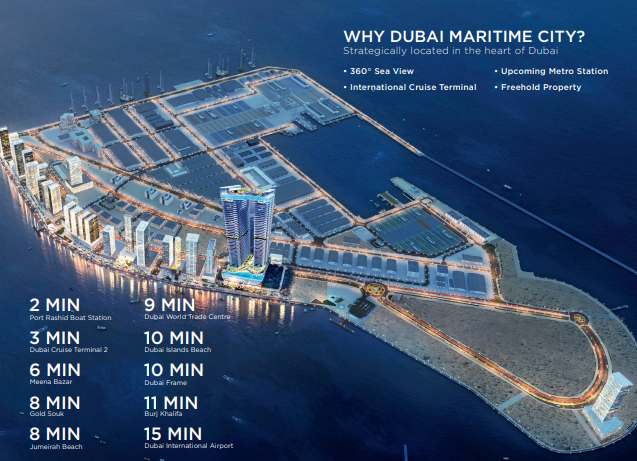 WHY DUBAI MARITIME CITY?
Strategically located in the heart of Dubai
• 360° Sea View
• International Cruise Terminal
• Upcoming Metro Station
• Freehold Property
2 MIN
Port Rashid Boat Station
3 MIN
Dubai Cruise Terminal 2
6 MIN
Meena Bazar
8 MIN
Gold Souk
8 MIN
Jumeirah Beach
9 MIN
Dubai World Trade Centre
10 MIN
Dubai Islands Beach
10 MIN
Dubai Frame
11 MIN
Burj Khalifa
15 MIN
Dubai International Airport